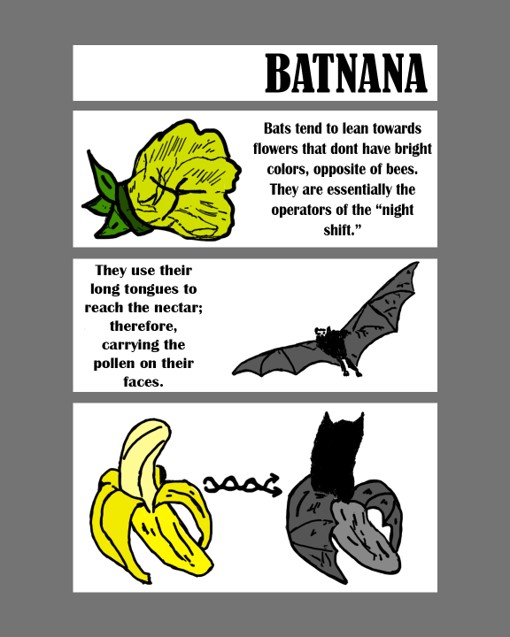 BATNANA
Bats tend to lean towards
flowers that dont have bright
colors, opposite of bees.
They are essentially the
operators of the “night
shift.”
They use their
long tongues to
reach the nectar;
therefore,
carrying the
pollen on their
faces.